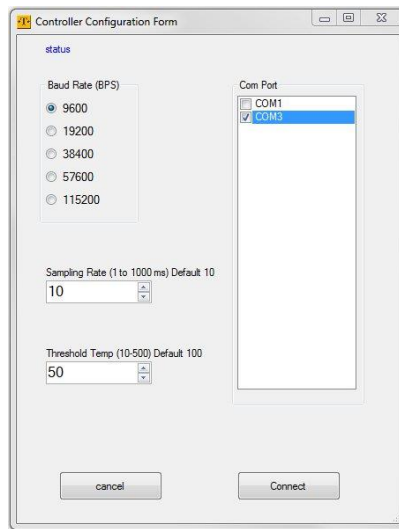 Controller Configuration Form
status
Baud Rate (BPS)
9600
19200
38400
57600
115200
Com Port
COM1
COM3
Sampling Rate (1 to 1000 ms) Default 10
10
Threshold Temp (10-500) Default 100
50
cancel
Connect